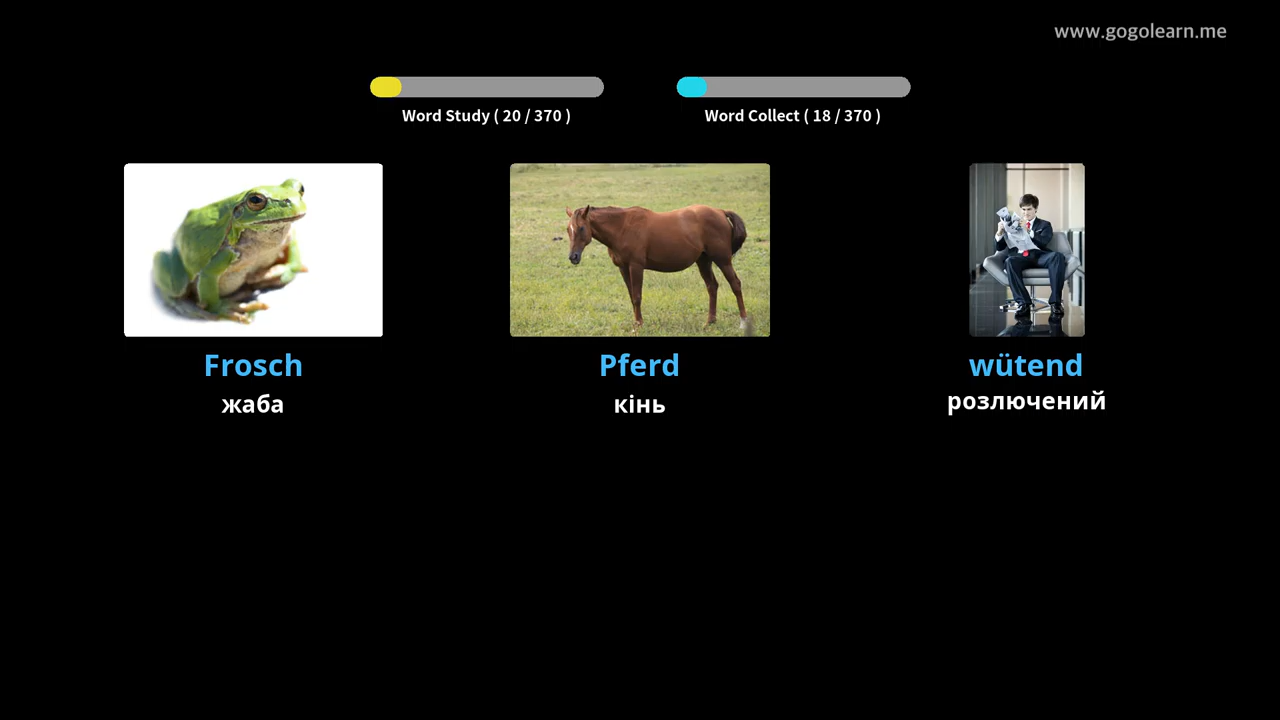 www.gogolearn.me
Word Study ( 20 / 370 )
Word Collect ( 18 / 370 )
Frosch
жаба
Pferd
кінь
wütend
розлючений